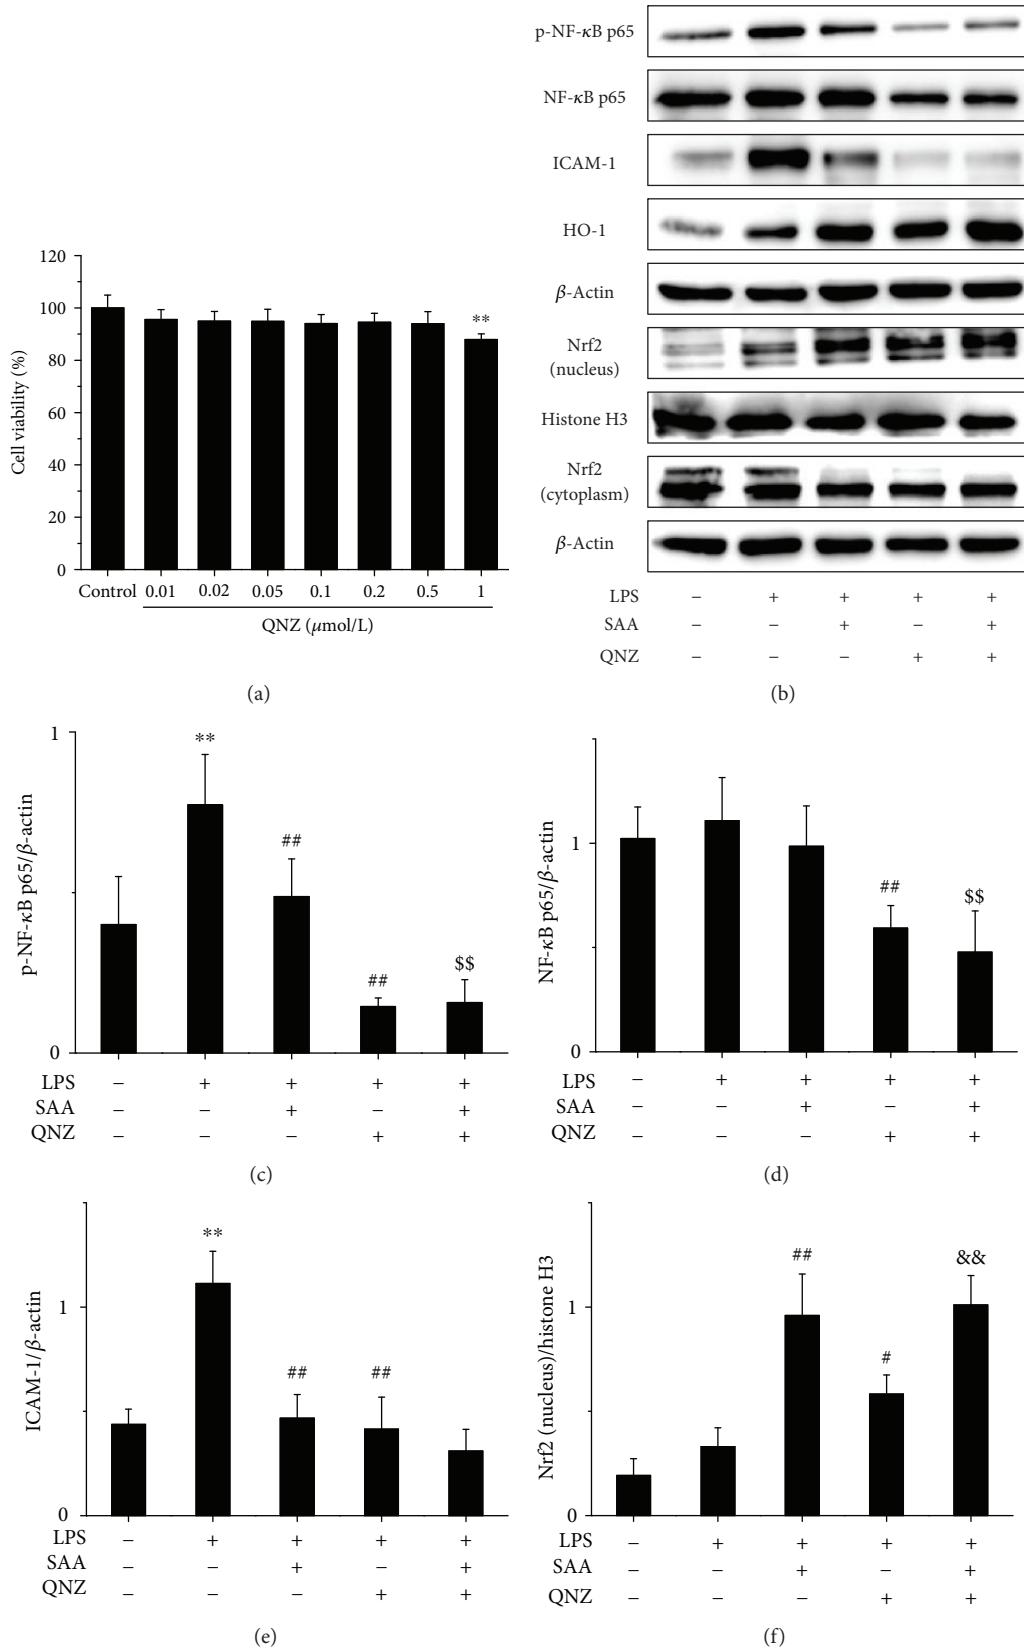 120
100
80
60
40
20
0
Cell viability (%)
**
Control 0.01 0.02 0.05 0.1 0.2 0.5 1
QNZ (μmol/L)
(a)
p-NF-κB p65
NF-κB p65
ICAM-1
HO-1
β-Actin
Nrf2
(nucleus)
Histone H3
Nrf2
(cytoplasm)
β-Actin
LPS − + + + +
SAA − − + − +
QNZ − − − + +
(b)
1
0
p-NF-κB p65/β-actin
**
##
##
$$
LPS − + + + +
SAA − − + − +
QNZ − − − + +
(c)
1
0
NF-κB p65/β-actin
##
$$
LPS − + + + +
SAA − − + − +
QNZ − − − + +
(d)
1
0
ICAM-1/β-actin
**
##
##
LPS − + + + +
SAA − − + − +
QNZ − − − + +
(e)
1
0
Nrf2 (nucleus)/histone H3
##
#
&&
LPS − + + + +
SAA − − + − +
QNZ − − − + +
(f)